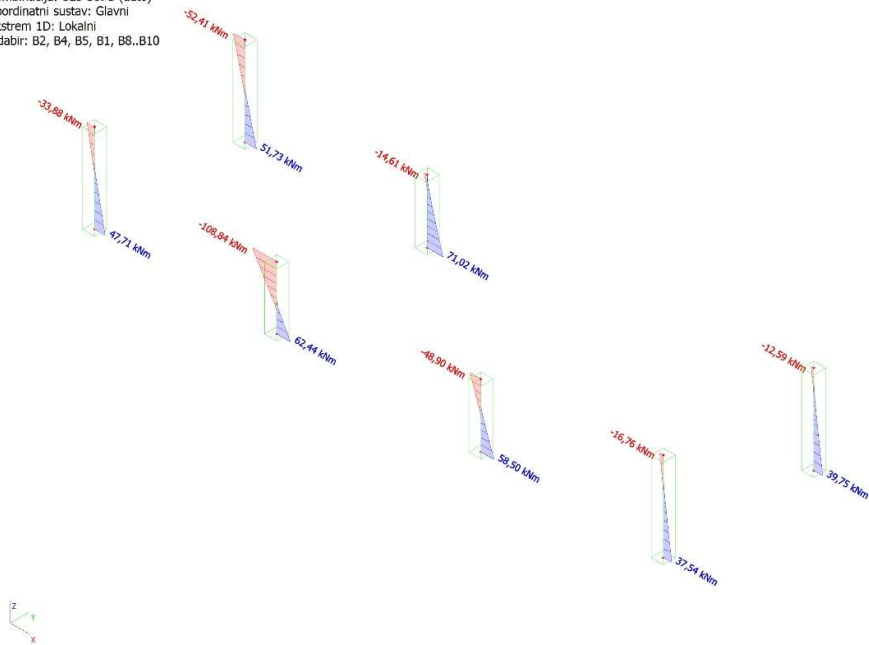 oordinatni sustav: Glavni
kstrem 1D: Lokalni
dabir: B2, B4, B5, B1, B8..B10
-52,41 kNm
-33,88 kNm
51,73 kNm
-14,61 kNm
47,71 kNm
-108,84 kNm
71,02 kNm
62,44 kNm
-48,90 kNm
-12,59 kNm
-16,76 kNm
58,50 kNm
39,75 kNm
37,54 kNm
Z
Y
X